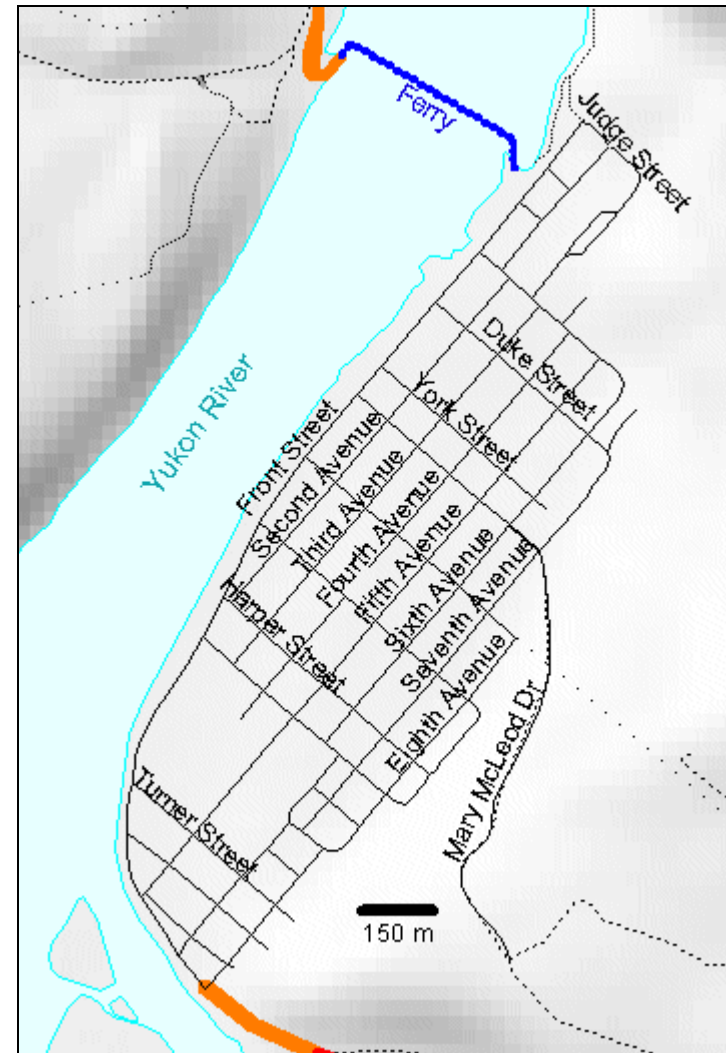 Ferry
Judge Street
Duke Street
York Street
Yukon River
Front Street
Second Avenue
Third Avenue
Fourth Avenue
Fifth Avenue
Sixth Avenue
Seventh Avenue
Eighth Avenue
Harper Street
Turner Street
Mary McLeod Dr
150 m